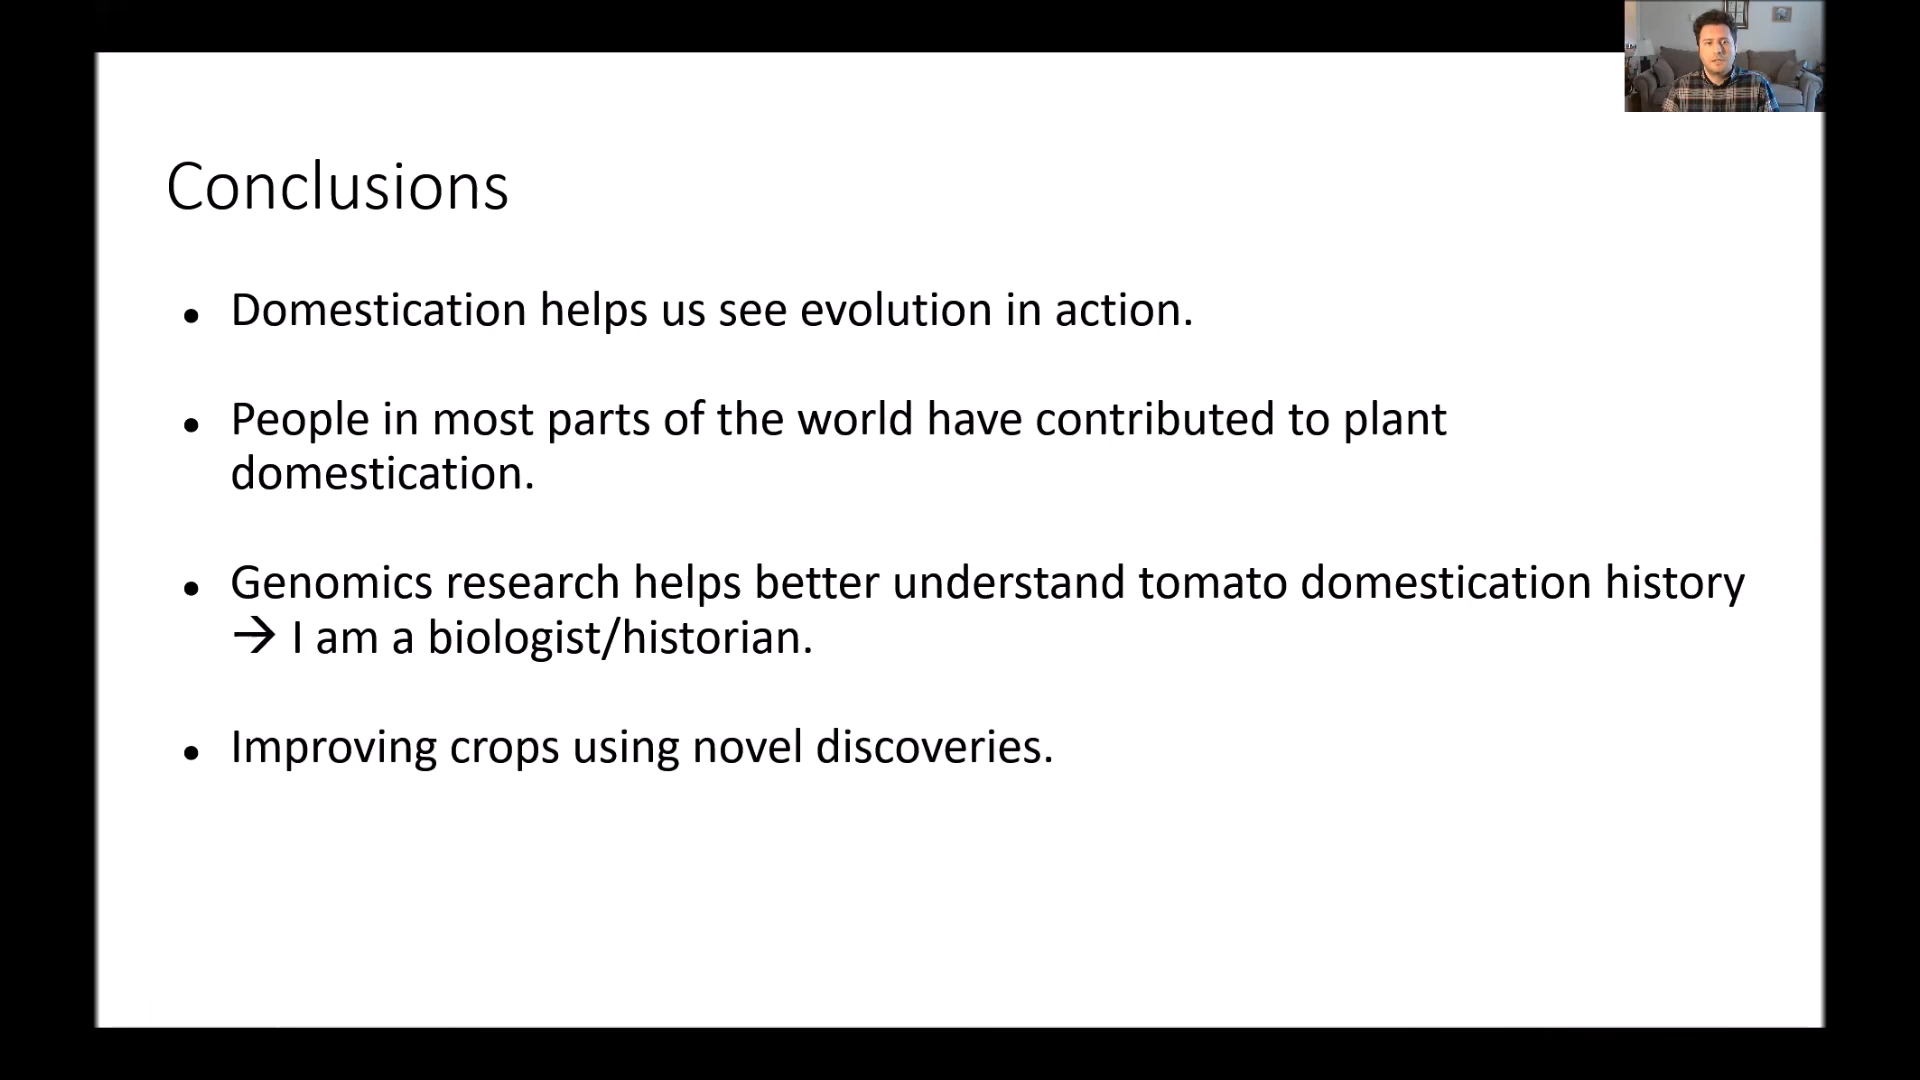 Conclusions
• Domestication helps us see evolution in action.
• People in most parts of the world have contributed to plant
domestication.
• Genomics research helps better understand tomato domestication history
→ I am a biologist/historian.
• Improving crops using novel discoveries.